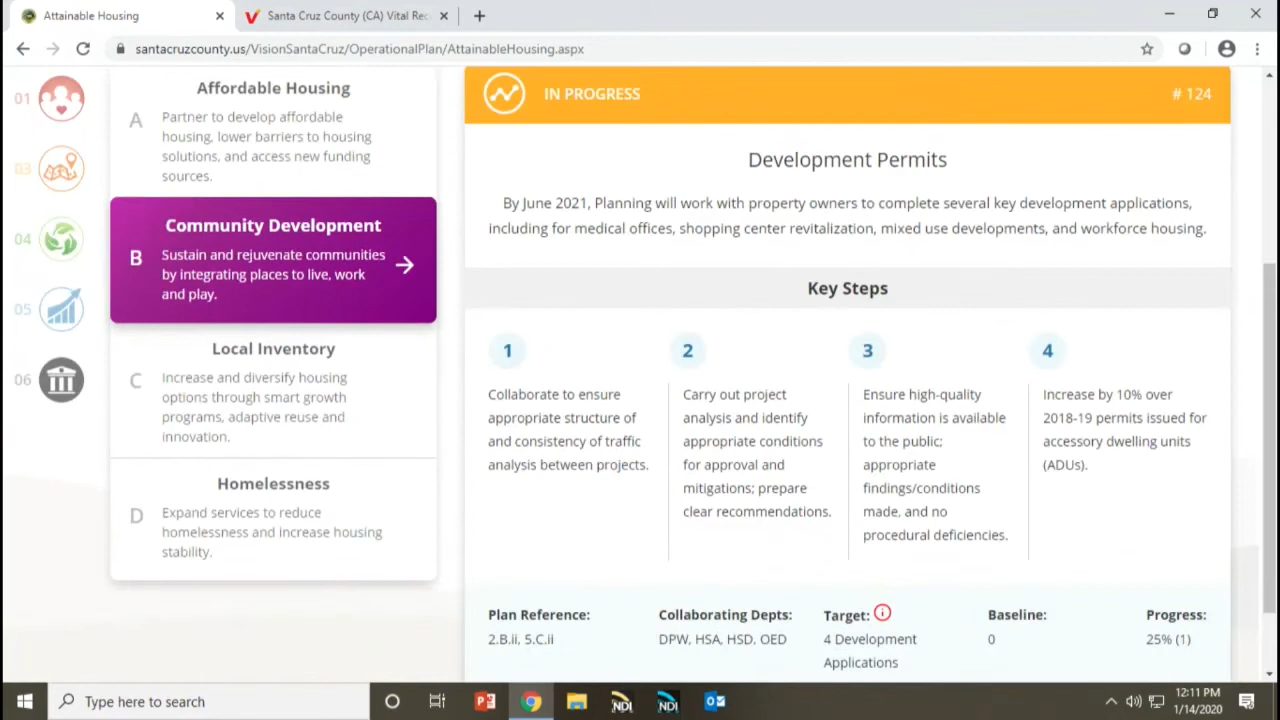 Attainable Housing
Santa Cruz County (CA) Vital Rec
santacruzcounty.us/VisionSantaCruz/OperationalPlan/AttainableHousing.aspx
01
03
04
05
06
Affordable Housing
A
Partner to develop affordable
housing, lower barriers to housing
solutions, and access new funding
sources.
Community Development
B
Sustain and rejuvenate communities
by integrating places to live, work
and play.
Local Inventory
C
Increase and diversify housing
options through smart growth
programs, adaptive reuse and
innovation.
Homelessness
D
Expand services to reduce
homelessness and increase housing
stability.
IN PROGRESS
# 124
Development Permits
By June 2021, Planning will work with property owners to complete several key development applications,
including for medical offices, shopping center revitalization, mixed use developments, and workforce housing.
Key Steps
1
Collaborate to ensure
appropriate structure of
and consistency of traffic
analysis between projects.
2
Carry out project
analysis and identify
appropriate conditions
for approval and
mitigations; prepare
clear recommendations.
3
Ensure high-quality
information is available
to the public;
appropriate
findings/conditions
made, and no
procedural deficiencies.
4
Increase by 10% over
2018-19 permits issued for
accessory dwelling units
(ADUs).
Plan Reference:
2.B.ii, 5.C.ii
Collaborating Depts:
DPW, HSA, HSD, OED
Target:
4 Development
Applications
Baseline:
0
Progress:
25% (1)
Type here to search
NDI
NDI
12:11 PM
1/14/2020